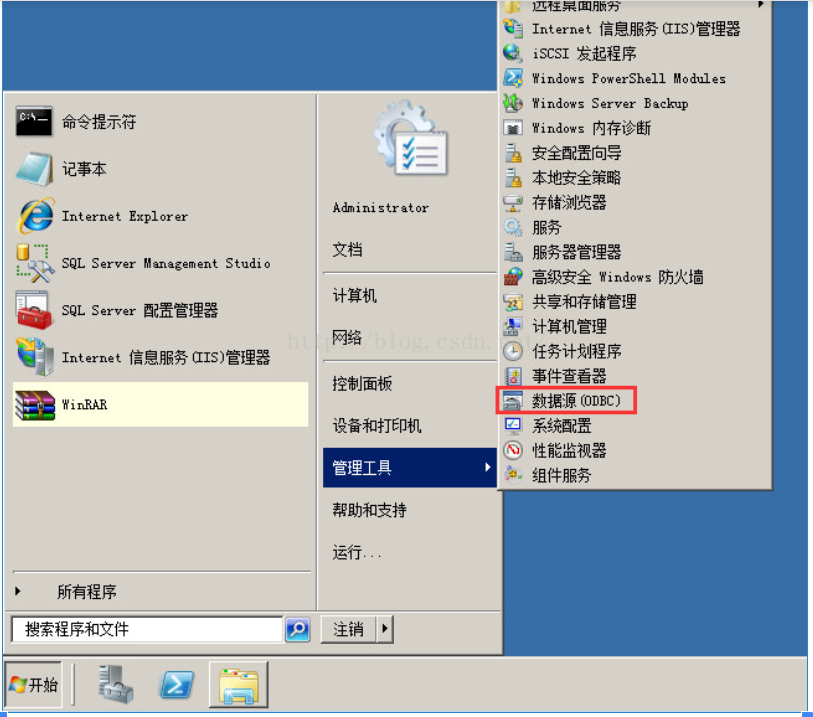 命令提示符
记事本
Internet Explorer
SQL Server Management Studio
SQL Server 配置管理器
Internet 信息服务(IIS)管理器
WinRAR
所有程序
搜索程序和文件
Administrator
文档
计算机
网络
控制面板
设备和打印机
管理工具
帮助和支持
运行...
注销
远程桌面服务
Internet 信息服务(IIS)管理器
iSCSI 发起程序
Windows PowerShell Modules
Windows Server Backup
Windows 内存诊断
安全配置向导
本地安全策略
存储浏览器
服务
服务器管理器
高级安全 Windows 防火墙
共享和存储管理
计算机管理
任务计划程序
事件查看器
数据源(ODBC)
系统配置
性能监视器
组件服务
开始
http://blog.csdn.net